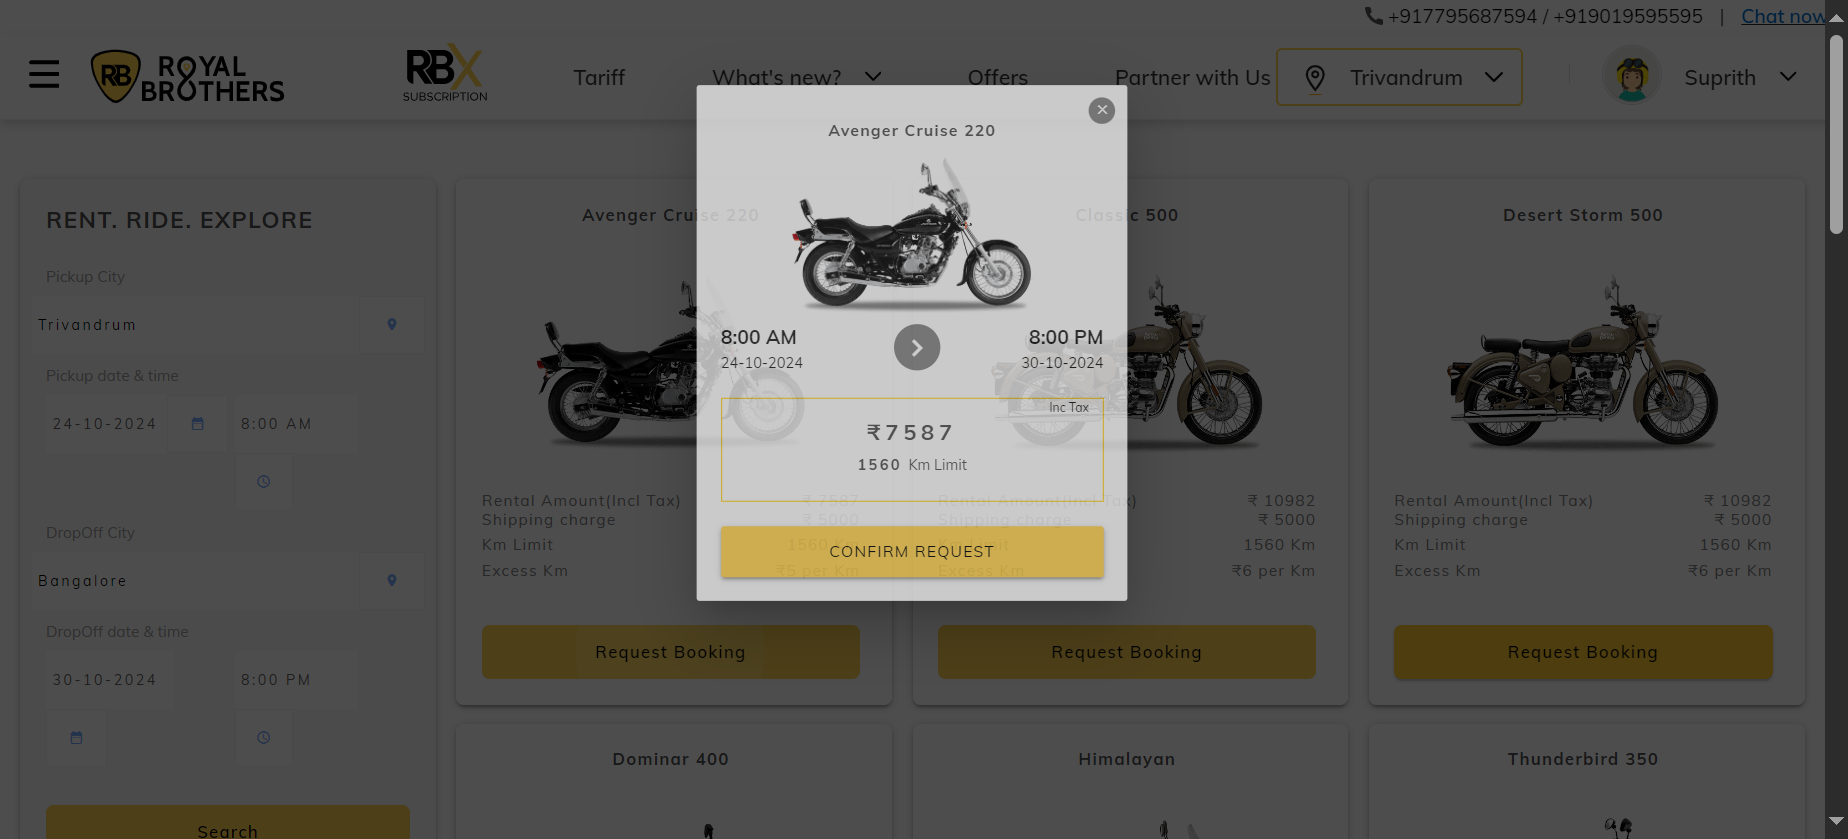 +917795687594 / +919019595595 | Chat now
RB ROYAL BROTHERS
RBX SUBSCRIPTION
Tariff
What's new?
Offers
Partner with Us
Trivandrum
Suprith
Avenger Cruise 220
8:00 AM
8:00 PM
24-10-2024
30-10-2024
Inc Tax
₹7587
1560 Km Limit
CONFIRM REQUEST
RENT. RIDE. EXPLORE
Pickup City
Trivandrum
Pickup date & time
24-10-2024
8:00 AM
DropOff City
Bangalore
DropOff date & time
30-10-2024
8:00 PM
Search
Avenger Cruise 220
Rental Amount(Incl Tax) ₹ 7587
Shipping charge ₹ 5000
Km Limit 1560 Km
Excess Km ₹5 per Km
Request Booking
Classic 500
Rental Amount(Incl Tax) ₹ 10982
Shipping charge ₹ 5000
Km Limit 1560 Km
Excess Km ₹6 per Km
Request Booking
Desert Storm 500
Rental Amount(Incl Tax) ₹ 10982
Shipping charge ₹ 5000
Km Limit 1560 Km
Excess Km ₹6 per Km
Request Booking
Dominar 400
Himalayan
Thunderbird 350